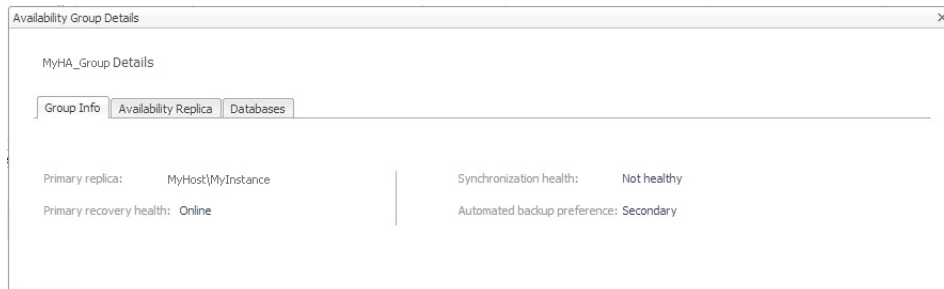 Availability Group Details
MyHA_Group Details
Group Info Availability Replica Databases
Primary replica: MyHost\MyInstance Synchronization health: Not healthy
Primary recovery health: Online Automated backup preference: Secondary